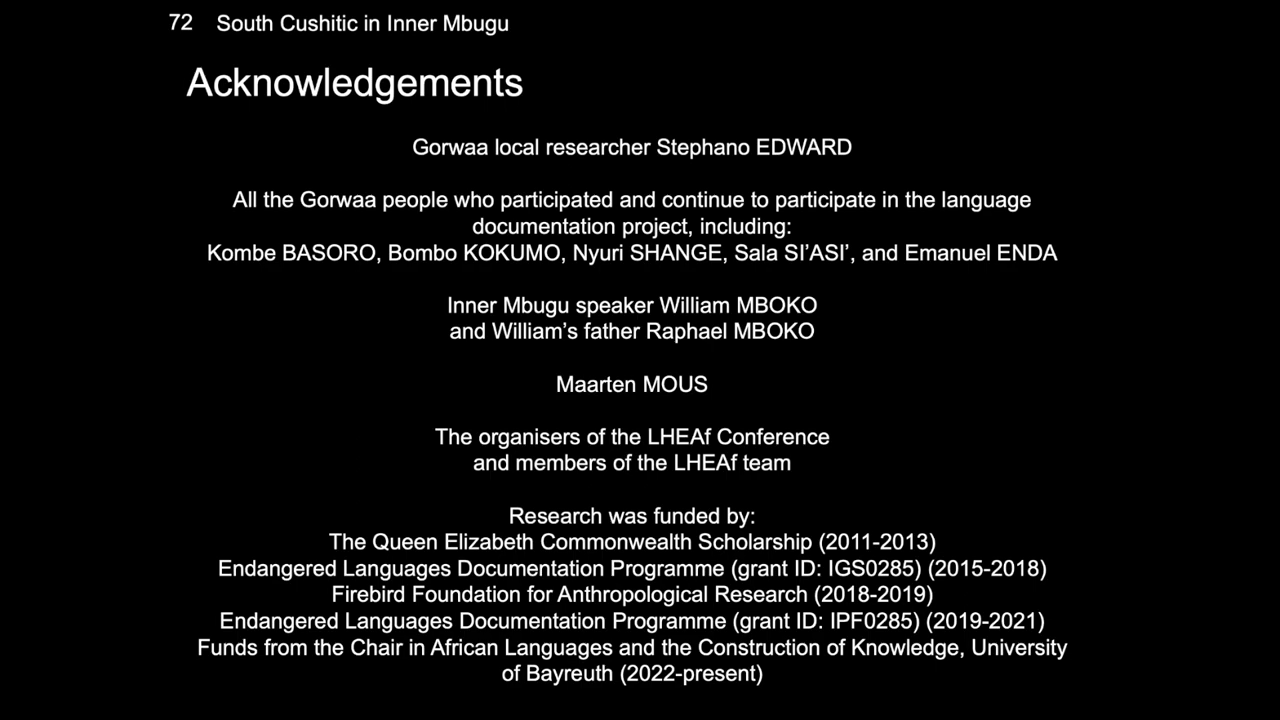 72 South Cushitic in Inner Mbugu
Acknowledgements
Gorwaa local researcher Stephano EDWARD
All the Gorwaa people who participated and continue to participate in the language
documentation project, including:
Kombe BASORO, Bombo KOKUMO, Nyuri SHANGE, Sala SI’ASI’, and Emanuel ENDA
Inner Mbugu speaker William MBOKO
and William’s father Raphael MBOKO
Maarten MOUS
The organisers of the LHEAf Conference
and members of the LHEAf team
Research was funded by:
The Queen Elizabeth Commonwealth Scholarship (2011-2013)
Endangered Languages Documentation Programme (grant ID: IGS0285) (2015-2018)
Firebird Foundation for Anthropological Research (2018-2019)
Endangered Languages Documentation Programme (grant ID: IPF0285) (2019-2021)
Funds from the Chair in African Languages and the Construction of Knowledge, University
of Bayreuth (2022-present)